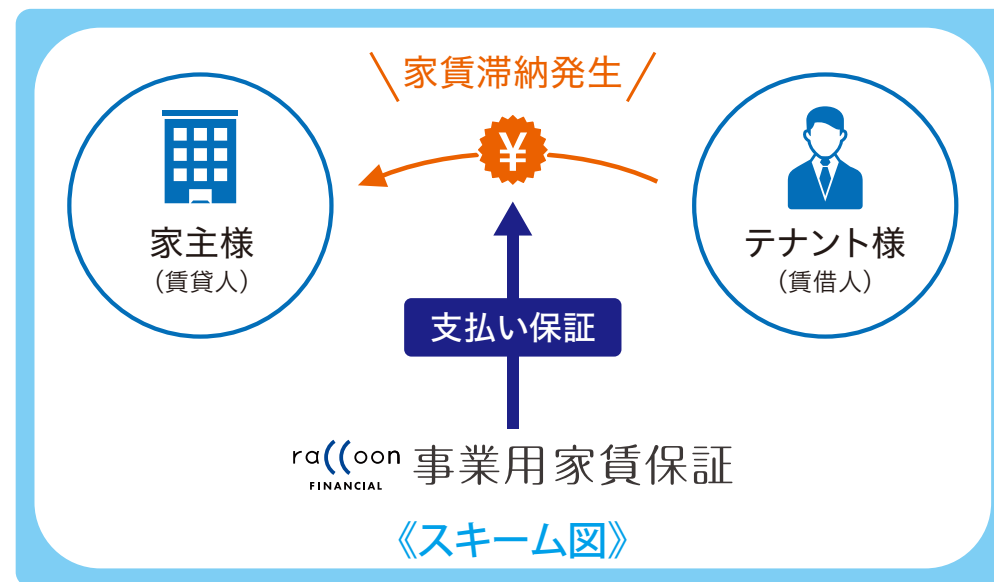 家賃滞納発生
¥
家主様
（賃貸人）
テナント様
（賃借人）
支払い保証
raccoon
FINANCIAL
事業用家賃保証
《スキーム図》